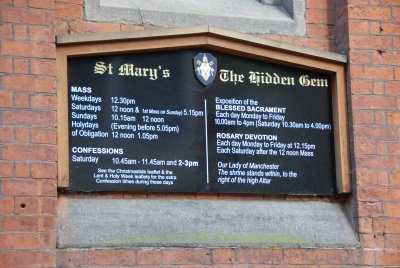 St Mary's
The Hidden Gem
MASS
Weekdays 12.30pm
Saturdays 12 noon & 1st Mass on Sunday) 5.15pm
Sundays 10.15am 12 noon
Holydays (Evening before 5.05pm)
of Obligation 12 noon 1.05pm
CONFESSIONS
Saturday 10.45am - 11.45am and 2-3pm
See the Christmastide leaflet & the
Lent & Holy Week leaflet for the extra
Confession times during these days
Exposition of the
BLESSED SACRAMENT
Each day Monday to Friday
10.00am to 4pm (Saturday 10.30am to 4.00pm)
ROSARY DEVOTION
Each day Monday to Friday at 12.15pm
Each Saturday after the 12 noon Mass
Our Lady of Manchester
The shrine stands within, to the
right of the high Altar